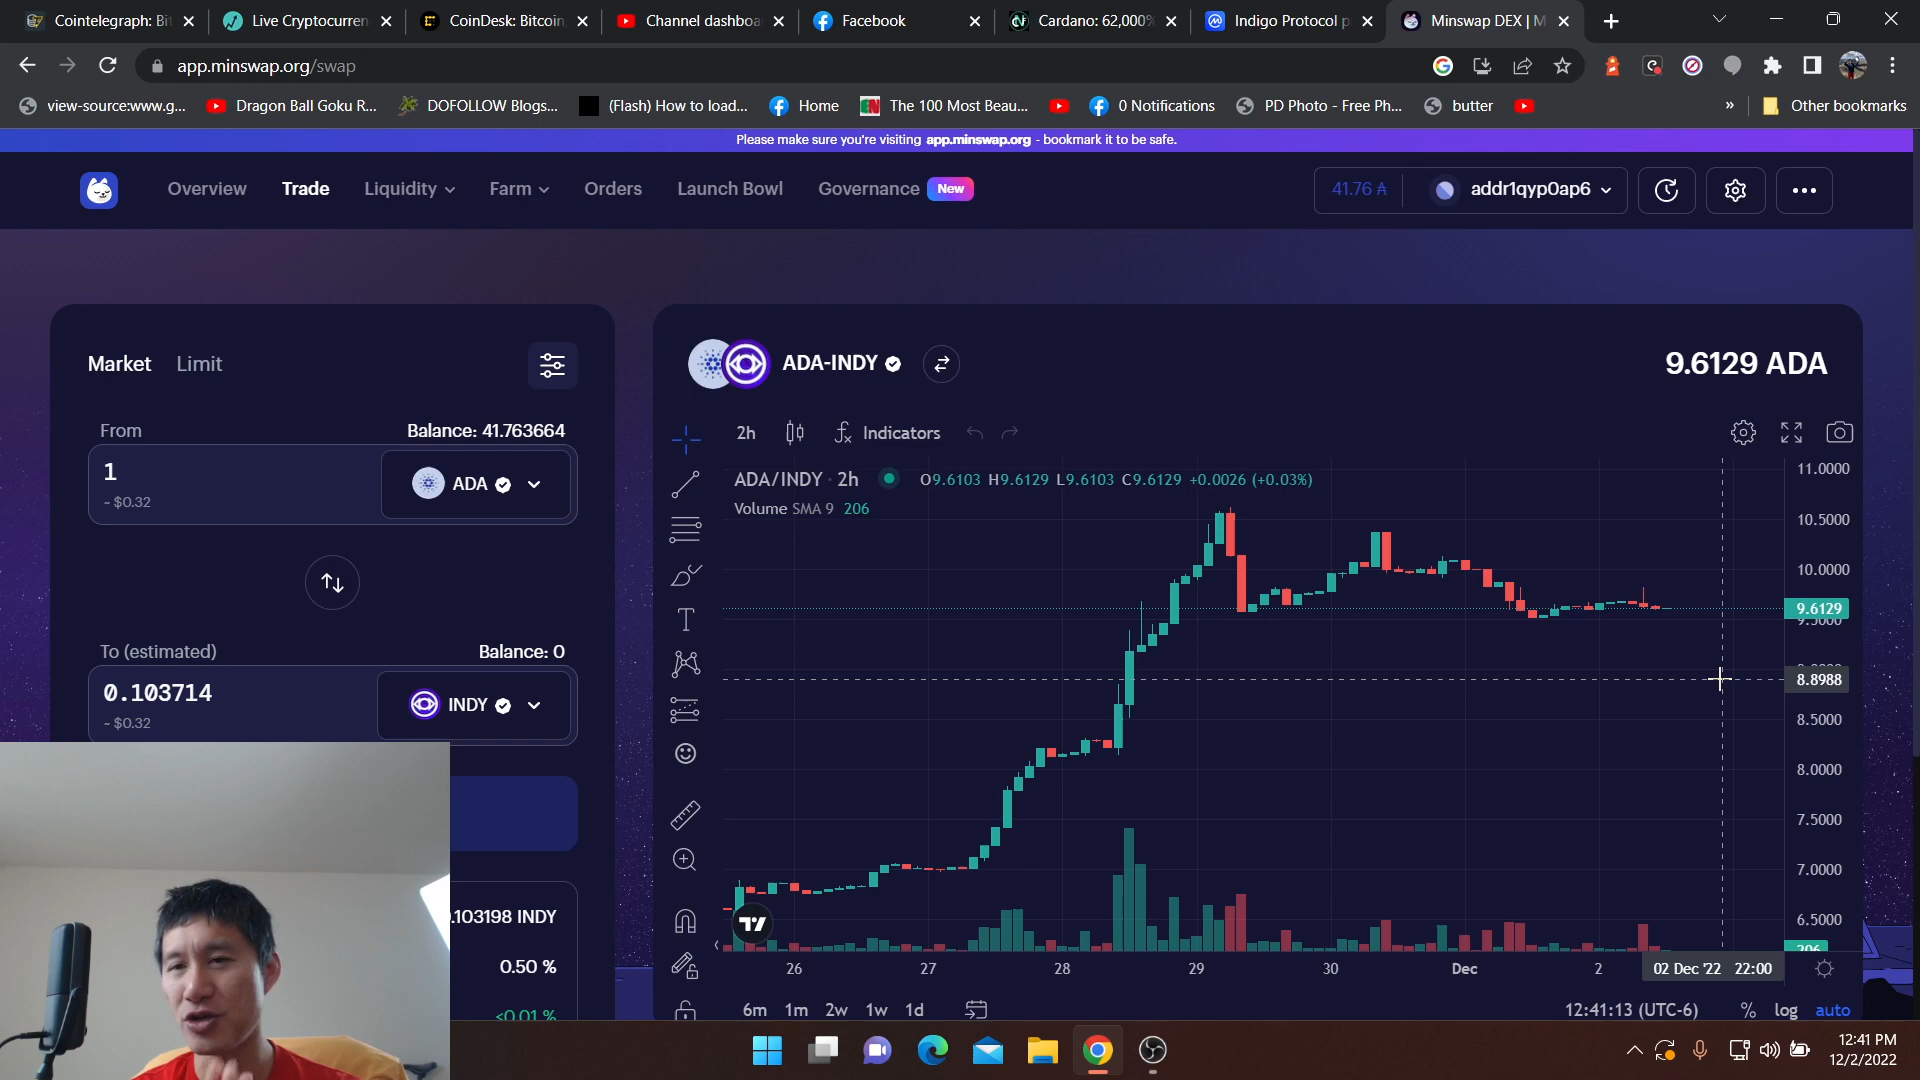 Cointelegraph: Bit
Live Cryptocurren
CoinDesk: Bitcoin,
Channel dashboa
Facebook
Cardano: 62,000%
Indigo Protocol p
Minswap DEX | M
app.minswap.org/swap
view-source:www.g...
Dragon Ball Goku R...
DOFOLLOW Blogs...
(Flash) How to load...
Home
The 100 Most Beau...
0 Notifications
PD Photo - Free Ph...
butter
»
Other bookmarks
Please make sure you're visiting app.minswap.org - bookmark it to be safe.
Overview
Trade
Liquidity
Farm
Orders
Launch Bowl
Governance
New
41.76 ₳
addr1qyp0ap6
Market
Limit
From
Balance: 41.763664
1
~ $0.32
ADA
To (estimated)
Balance: 0
0.103714
~ $0.32
INDY
.103198 INDY
0.50 %
<0.01 %
ADA-INDY
9.6129 ADA
2h
Indicators
ADA/INDY · 2h
O9.6103 H9.6129 L9.6103 C9.6129 +0.0026 (+0.03%)
Volume SMA 9 206
11.0000
10.5000
10.0000
9.6129
9.5000
8.8988
8.5000
8.0000
7.5000
7.0000
6.5000
206
26
27
28
29
30
Dec
2
02 Dec '22 22:00
6m
1m
2w
1w
1d
12:41:13 (UTC-6)
%
log
auto
12:41 PM
12/2/2022